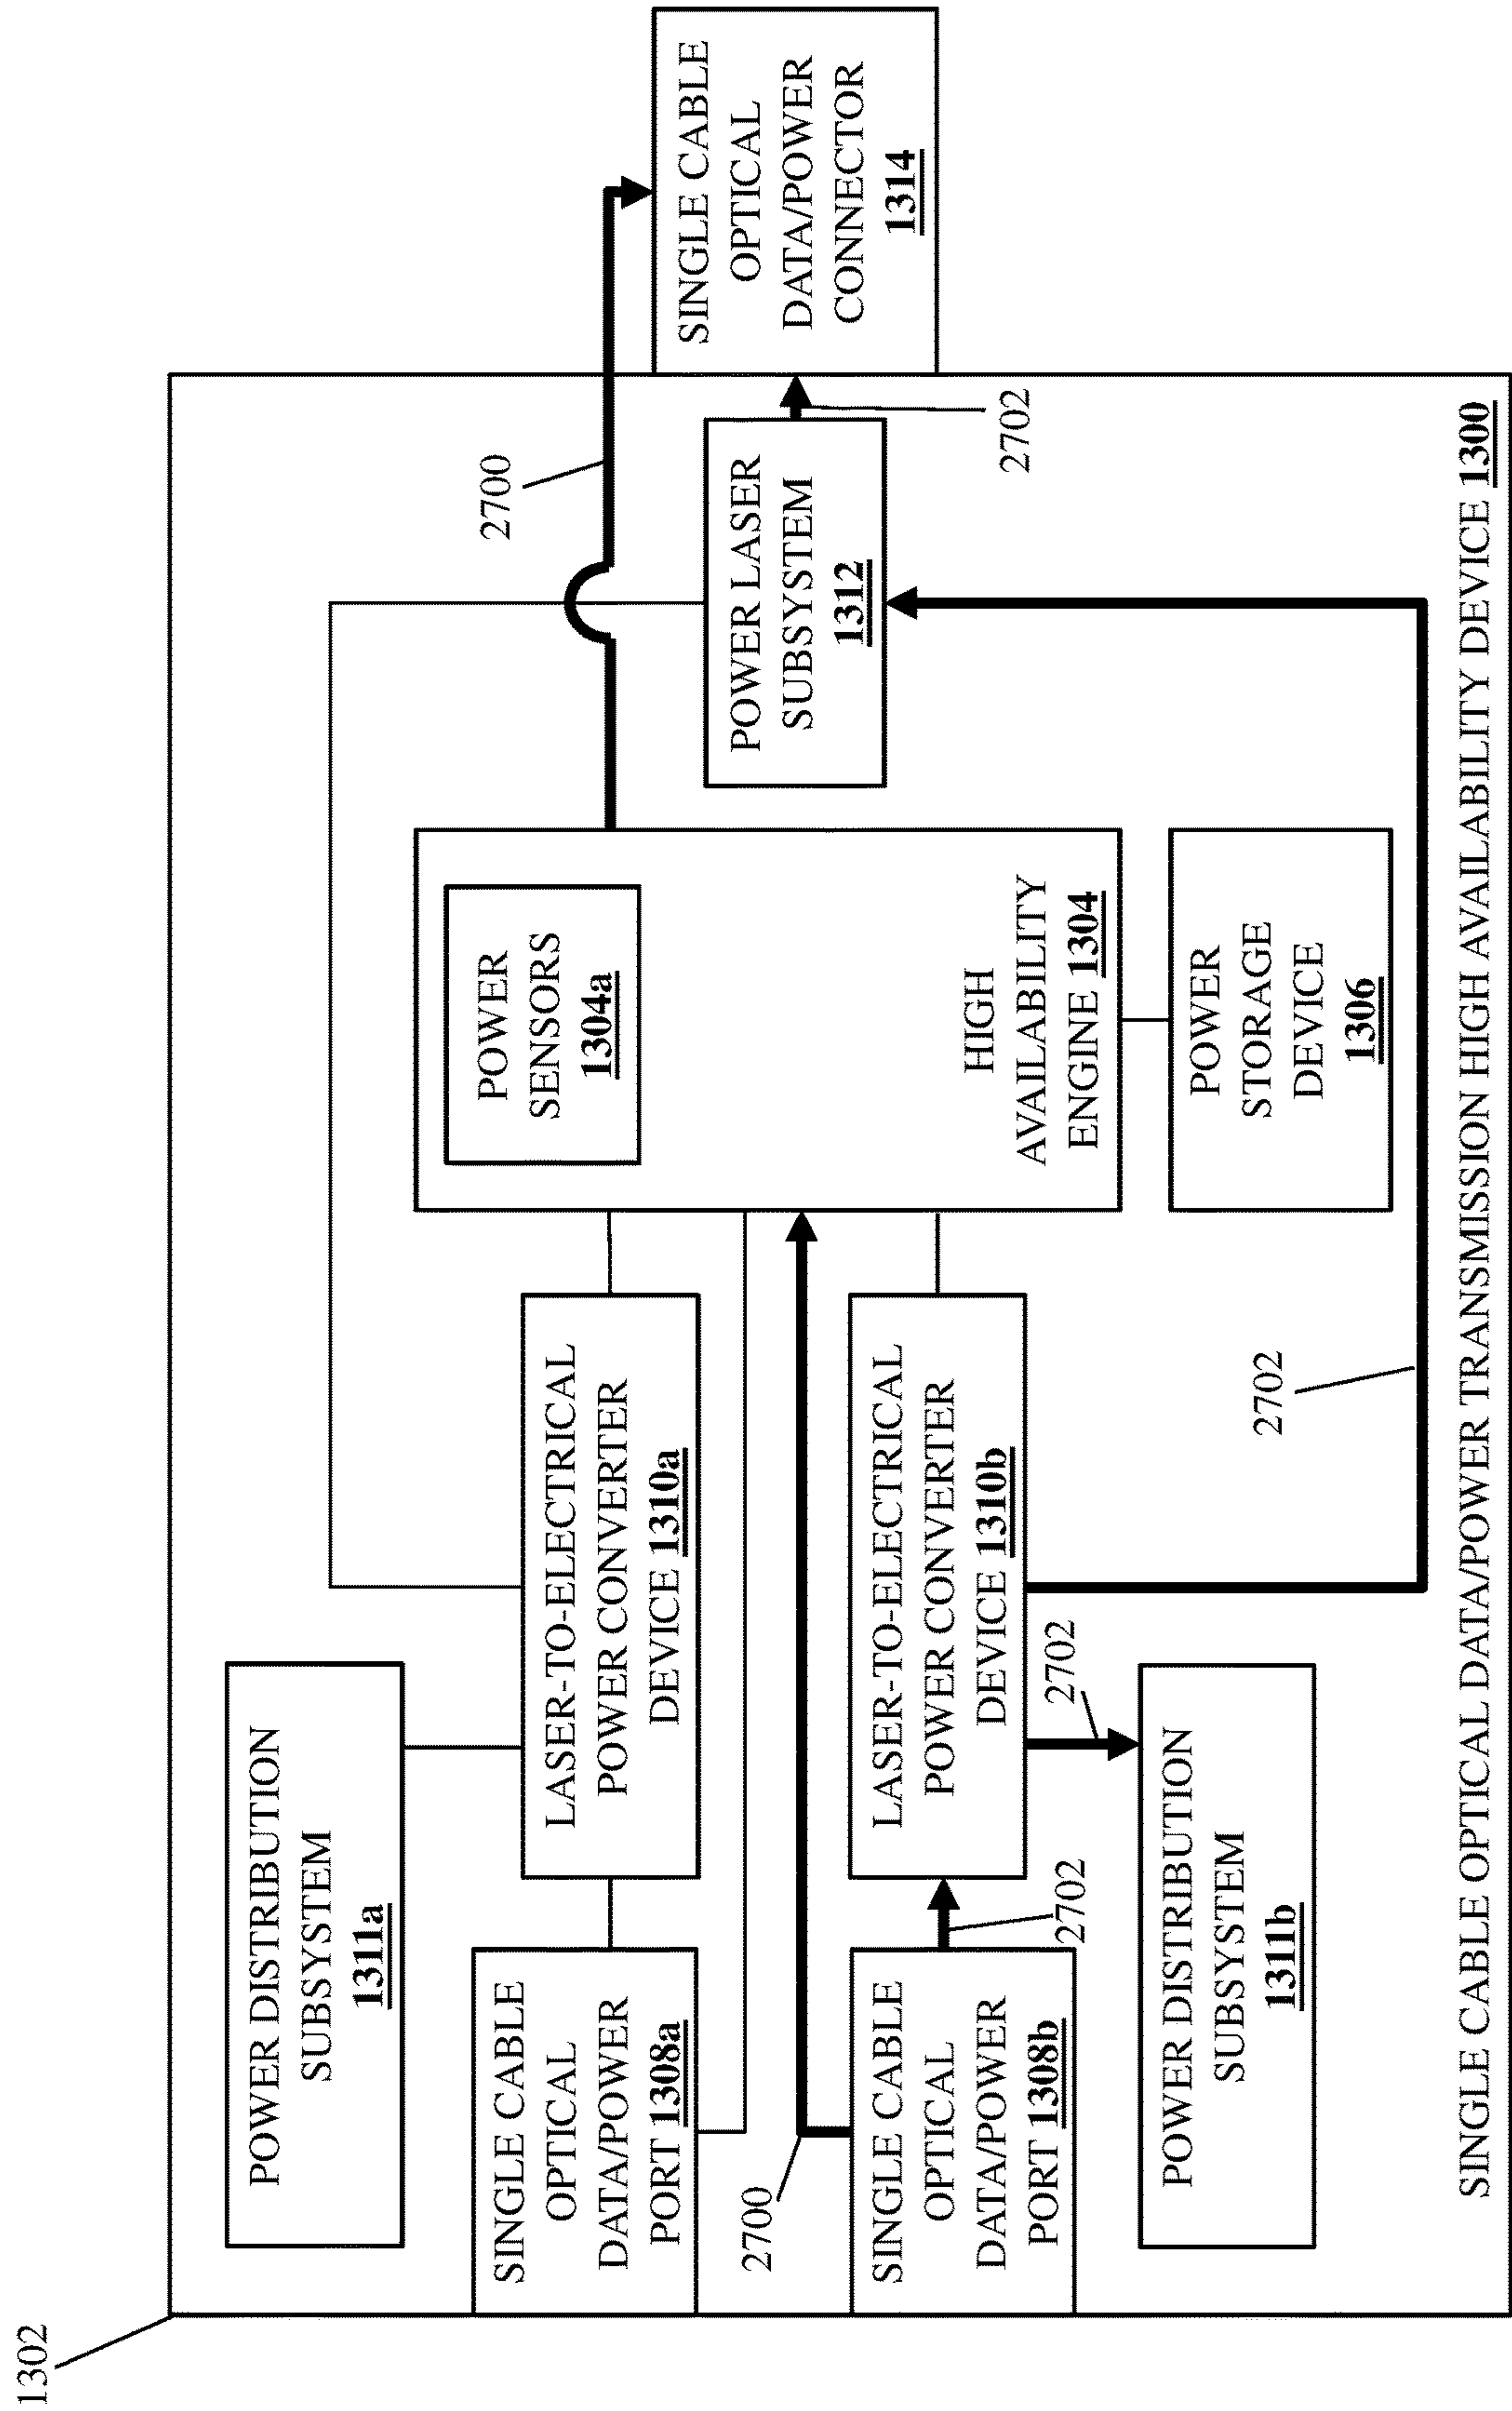 1302
POWER DISTRIBUTION
SUBSYSTEM
1311a
SINGLE CABLE
OPTICAL
DATA/POWER
PORT 1308a
LASER-TO-ELECTRICAL
POWER CONVERTER
DEVICE 1310a
POWER
SENSORS
1304a
HIGH
AVAILABILITY
ENGINE 1304
2700
POWER LASER
SUBSYSTEM
1312
2702
SINGLE CABLE
OPTICAL
DATA/POWER
CONNECTOR
1314
2700
SINGLE CABLE
OPTICAL
DATA/POWER
PORT 1308b
2702
LASER-TO-ELECTRICAL
POWER CONVERTER
DEVICE 1310b
2702
POWER DISTRIBUTION
SUBSYSTEM
1311b
2702
POWER
STORAGE
DEVICE
1306
SINGLE CABLE OPTICAL DATA/POWER TRANSMISSION HIGH AVAILABILITY DEVICE 1300